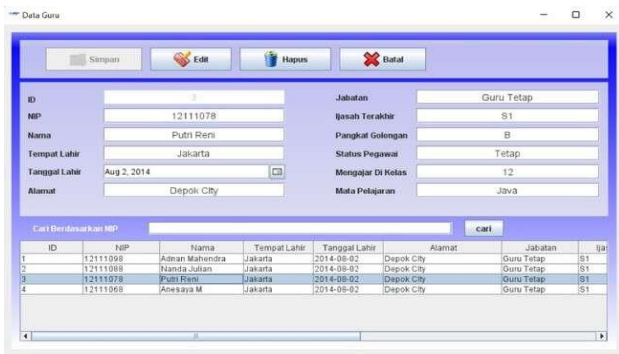 Data Guru
Simpan Edit Hapus Batal
ID 3 Jabatan Guru Tetap
NIP 12111078 Ijasah Terakhir S1
Nama Putri Reni Pangkat Golongan B
Tempat Lahir Jakarta Status Pegawai Tetap
Tanggal Lahir Aug 2, 2014 Mengajar Di Kelas 12
Alamat Depok City Mata Pelajaran Java
Cari Berdasarkan NIP cari
ID NIP Nama Tempat Lahir Tanggal Lahir Alamat Jabatan Ijas
1 12111098 Adnan Mahendra Jakarta 2014-08-02 Depok City Guru Tetap S1
2 12111088 Nanda Julian Jakarta 2014-08-02 Depok City Guru Tetap S1
3 12111078 Putri Reni Jakarta 2014-08-02 Depok City Guru Tetap S1
4 12111068 Anesaya M Jakarta 2014-08-02 Depok City Guru Tetap S1